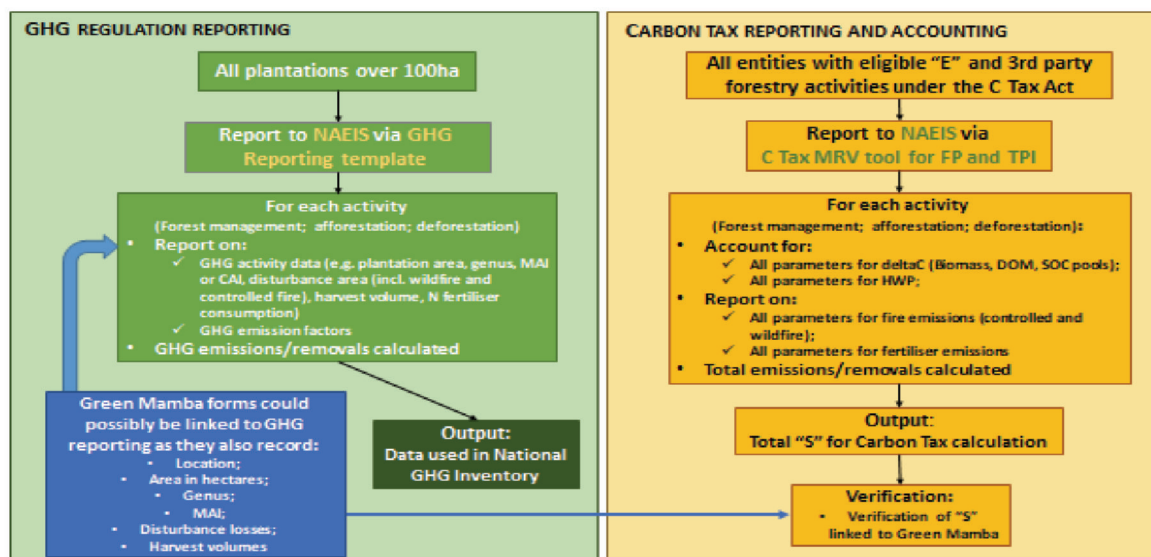 GHG REGULATION REPORTING
All plantations over 100ha
Report to NAEIS via GHG
Reporting template
For each activity
(Forest management; afforestation; deforestation)
• Report on:
✓ GHG activity data (e.g. plantation area, genus, MAI
or CAI, disturbance area (incl. wildfire and
controlled fire), harvest volume, N fertiliser
consumption)
✓ GHG emission factors
• GHG emissions/removals calculated
Green Mamba forms could
possibly be linked to GHG
reporting as they also record:
• Location;
• Area in hectares;
• Genus;
• MAI;
• Disturbance losses;
• Harvest volumes
Output:
Data used in National
GHG Inventory
CARBON TAX REPORTING AND ACCOUNTING
All entities with eligible “E” and 3rd party
forestry activities under the C Tax Act
Report to NAEIS via
C Tax MRV tool for FP and TPI
For each activity
(Forest management; afforestation; deforestation):
• Account for:
✓ All parameters for deltaC (Biomass, DOM, SOC pools);
✓ All parameters for HWP;
• Report on:
✓ All parameters for fire emissions (controlled and
wildfire);
✓ All parameters for fertiliser emissions
• Total emissions/removals calculated
Output:
Total “S” for Carbon Tax calculation
Verification:
• Verification of “S”
linked to Green Mamba